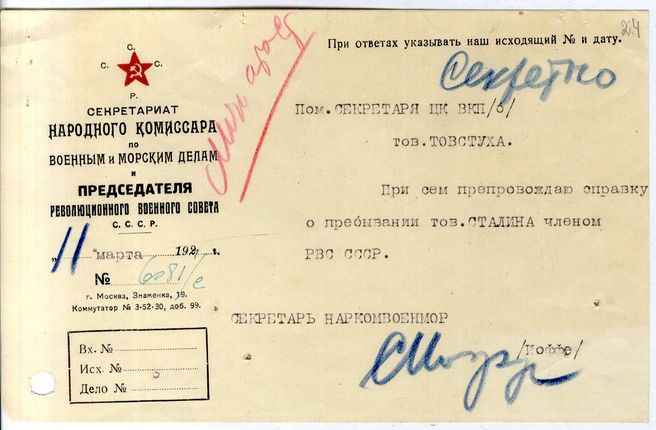 24
При ответах указывать наш исходящий № и дату.
С.
С. С.
Р.
Секретно
СЕКРЕТАРИАТ
НАРОДНОГО КОМИССАРА
по
ВОЕННЫМ и МОРСКИМ ДЕЛАМ
и
ПРЕДСЕДАТЕЛЯ
РЕВОЛЮЦИОННОГО ВОЕННОГО СОВЕТА
С. С. С. Р.
„11" марта 192 г.
№ 6081/е
г. Москва, Знаменка, 19.
Коммутатор № 3-52-30, доб. 99.
Вх. №
Исх. №
Дело №
Пом. СЕКРЕТАРЯ ЦК ВКП/б/
тов. ТОВСТУХА.
При сем препровождаю справку
о пребывании тов. СТАЛИНА членом
РВС СССР.
СЕКРЕТАРЬ НАРКОМВОЕНМОР
/Иоффе/